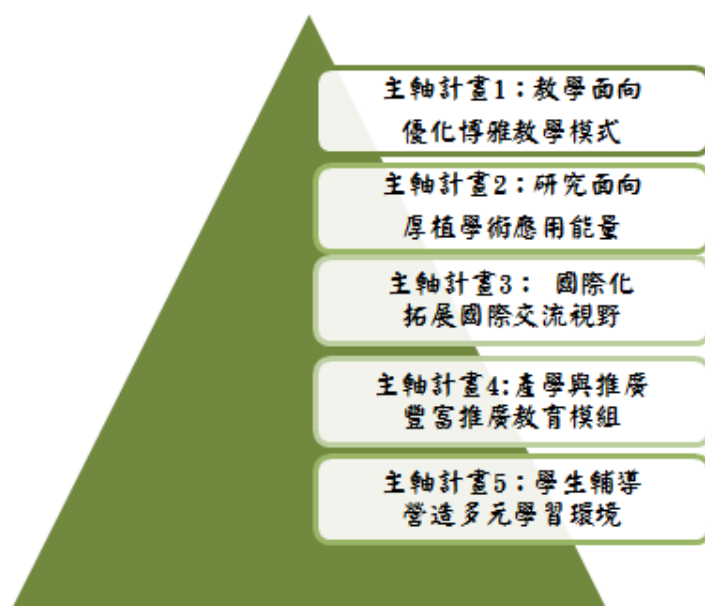 主軸計畫1：教學面向
優化博雅教學模式
主軸計畫2：研究面向
厚植學術應用能量
主軸計畫3： 國際化
拓展國際交流視野
主軸計畫4:產學與推廣
豐富推廣教育模組
主軸計畫5：學生輔導
營造多元學習環境